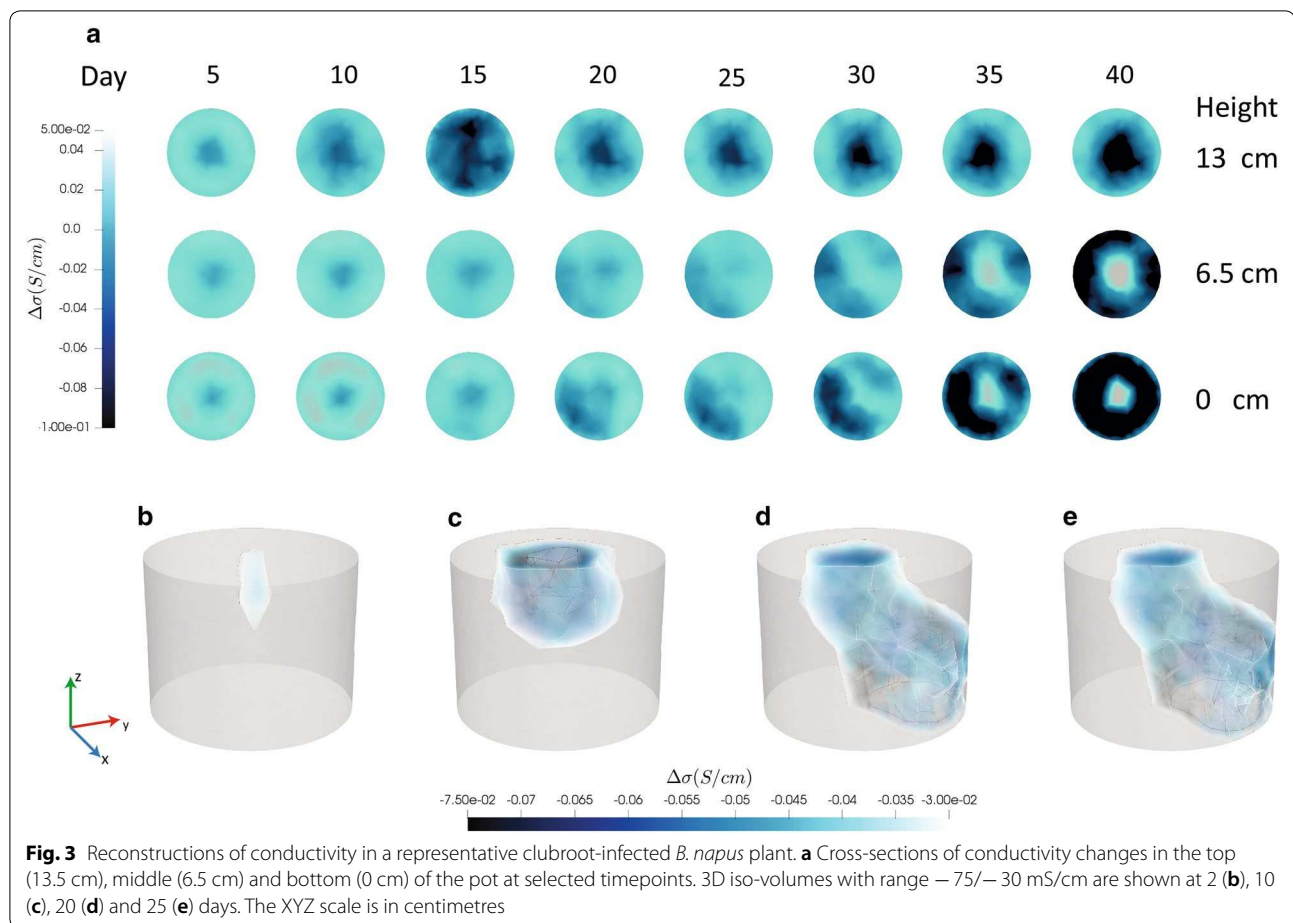 a
Day 5 10 15 20 25 30 35 40
Height
5.00e-02
0.04
0.02
0.0
-0.02
-0.04
-0.06
-0.08
-1.00e-01
Δσ(S/cm)
13 cm
6.5 cm
0 cm
b c d e
z
y
x
Δσ(S/cm)
-7.50e-02 -0.07 -0.065 -0.06 -0.055 -0.05 -0.045 -0.04 -0.035 -3.00e-02
Fig. 3 Reconstructions of conductivity in a representative clubroot-infected B. napus plant. a Cross-sections of conductivity changes in the top
(13.5 cm), middle (6.5 cm) and bottom (0 cm) of the pot at selected timepoints. 3D iso-volumes with range − 75/− 30 mS/cm are shown at 2 (b), 10
(c), 20 (d) and 25 (e) days. The XYZ scale is in centimetres